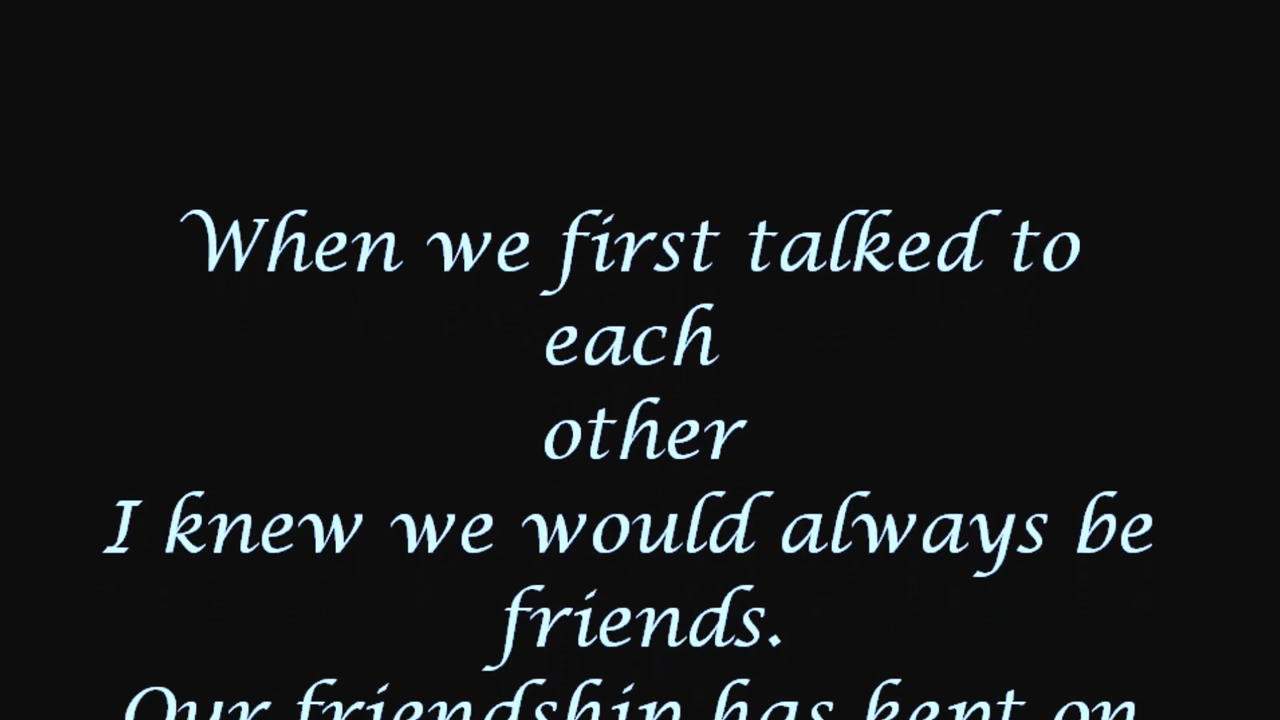 When we first talked to
each
other
I knew we would always be
friends.
Our friendship has kept on